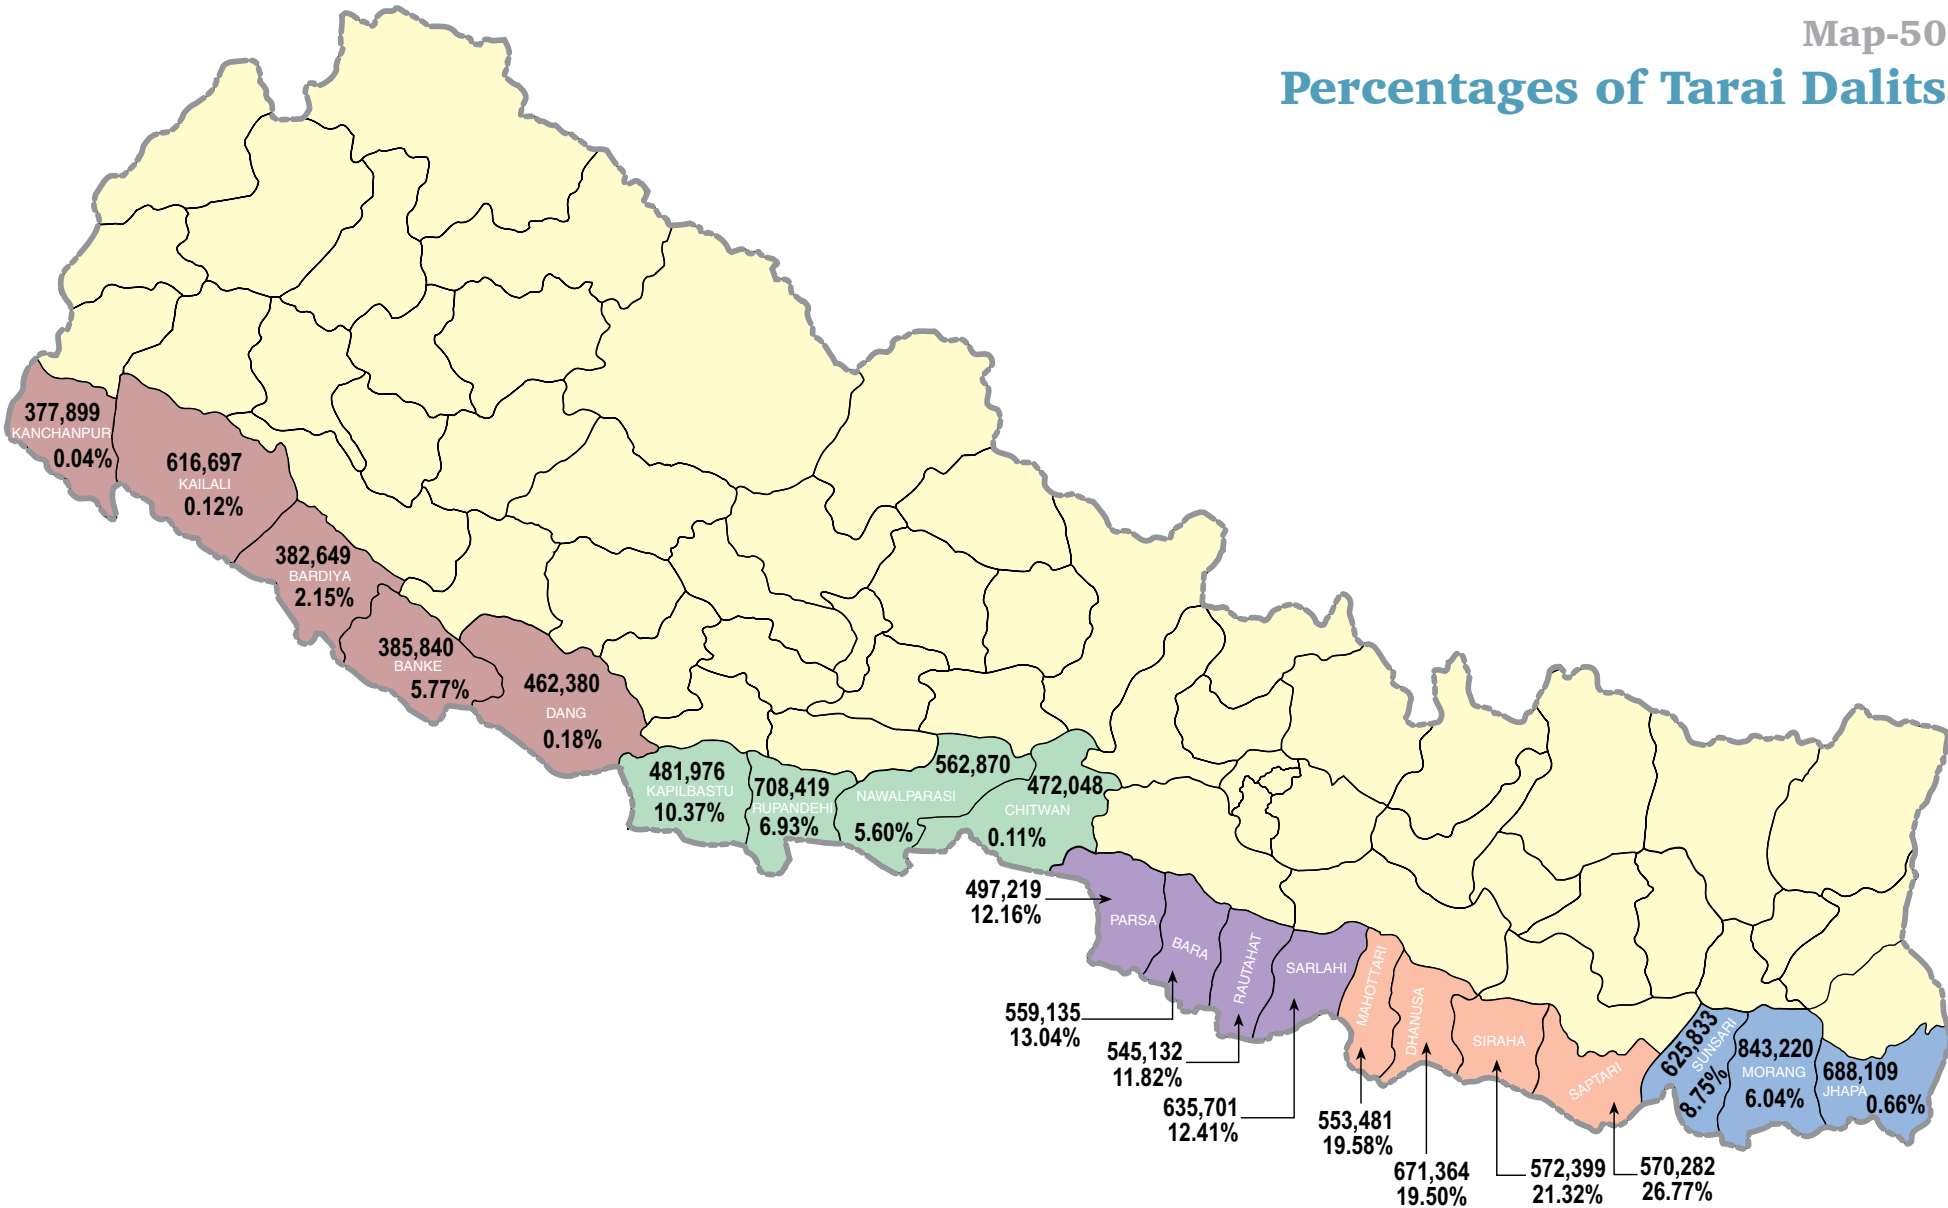 Map-50
Percentages of Tarai Dalits
377,899
KANCHANPUR
0.04%
616,697
KAILALI
0.12%
382,649
BARDIYA
2.15%
385,840
BANKE
5.77%
462,380
DANG
0.18%
481,976
KAPILBASTU
10.37%
708,419
RUPANDEHI
6.93%
562,870
NAWALPARASI
5.60%
472,048
CHITWAN
0.11%
497,219
12.16%
PARSA
BARA
559,135
13.04%
RAUTAHAT
545,132
11.82%
SARLAHI
635,701
12.41%
MAHOTTARI
553,481
19.58%
DHANUSA
671,364
19.50%
SIRAHA
572,399
21.32%
SAPTARI
570,282
26.77%
625,833
SUNSARI
8.75%
843,220
MORANG
6.04%
688,109
JHAPA
0.66%